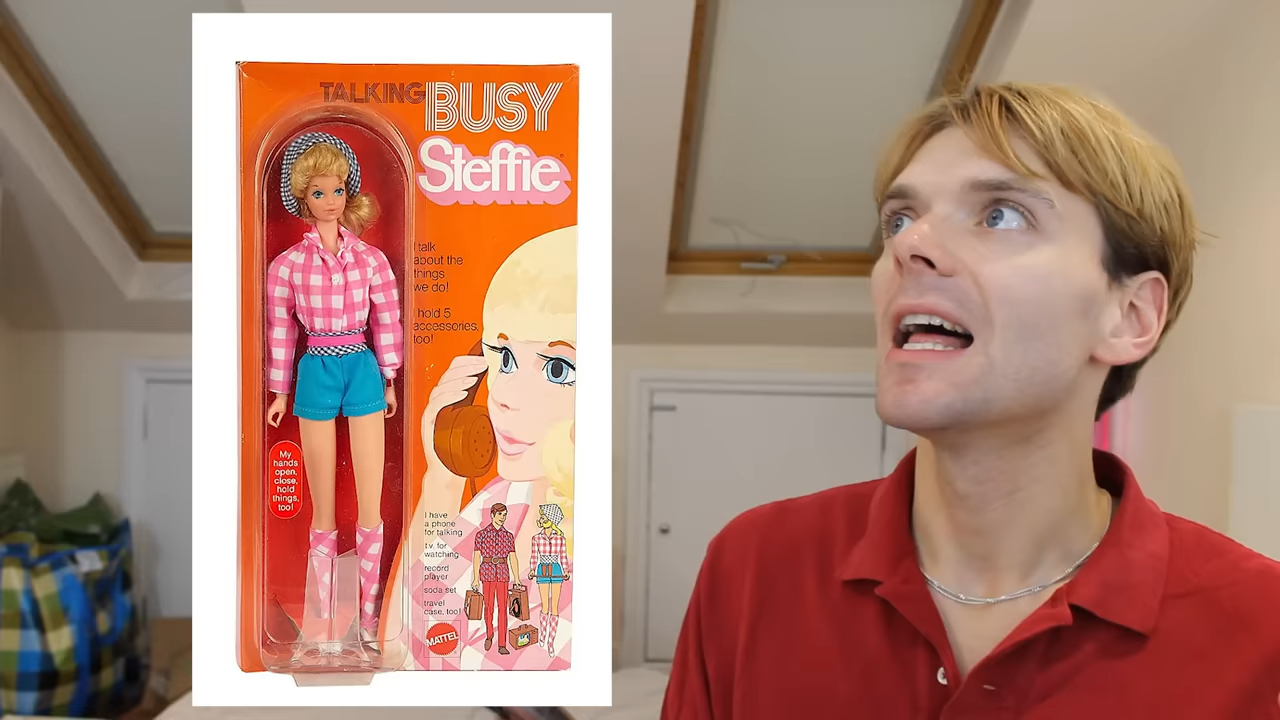 TALKING BUSY
Steffie
I talk
about the
things
we do!
I hold 5
accessories,
too!
My
hands
open,
close,
hold
things,
too!
I have
a phone
for talking
t.v. for
watching
record
player
soda set
travel
case, too!
MATTEL